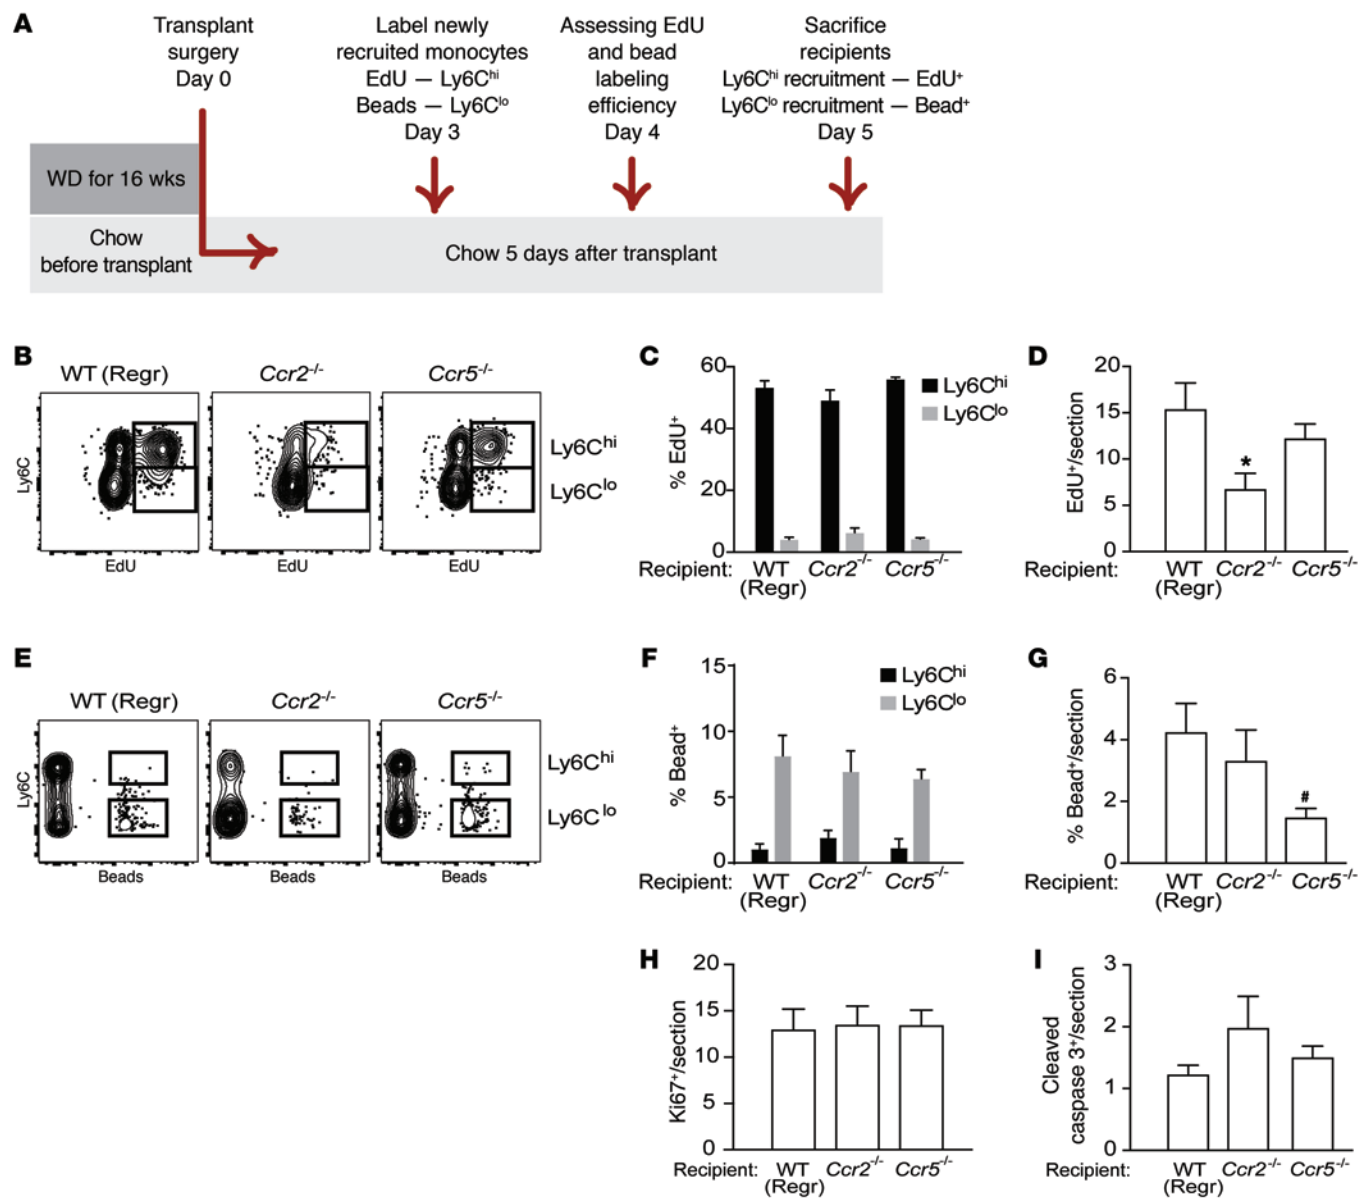 A
Transplant
surgery
Day 0
Label newly
recruited monocytes
EdU — Ly6Chi
Beads — Ly6Clo
Day 3
Assessing EdU
and bead
labeling
efficiency
Day 4
Sacrifice
recipients
Ly6Chi recruitment — EdU+
Ly6Clo recruitment — Bead+
Day 5
WD for 16 wks
Chow
before transplant
Chow 5 days after transplant
B
WT (Regr)
Ccr2-/-
Ccr5-/-
Ly6C
Ly6Chi
Ly6Clo
EdU
EdU
EdU
C
60
40
20
0
% EdU+
Ly6Chi
Ly6Clo
Recipient:
WT
(Regr)
Ccr2-/-
Ccr5-/-
D
20
15
10
5
0
EdU+/section
*
Recipient:
WT
(Regr)
Ccr2-/-
Ccr5-/-
E
WT (Regr)
Ccr2-/-
Ccr5-/-
Ly6C
Ly6Chi
Ly6Clo
Beads
Beads
Beads
F
15
10
5
0
% Bead+
Ly6Chi
Ly6Clo
Recipient:
WT
(Regr)
Ccr2-/-
Ccr5-/-
G
6
4
2
0
% Bead+/section
#
Recipient:
WT
(Regr)
Ccr2-/-
Ccr5-/-
H
20
15
10
5
0
Ki67+/section
Recipient:
WT
(Regr)
Ccr2-/-
Ccr5-/-
I
3
2
1
0
Cleaved
caspase 3+/section
Recipient:
WT
(Regr)
Ccr2-/-
Ccr5-/-